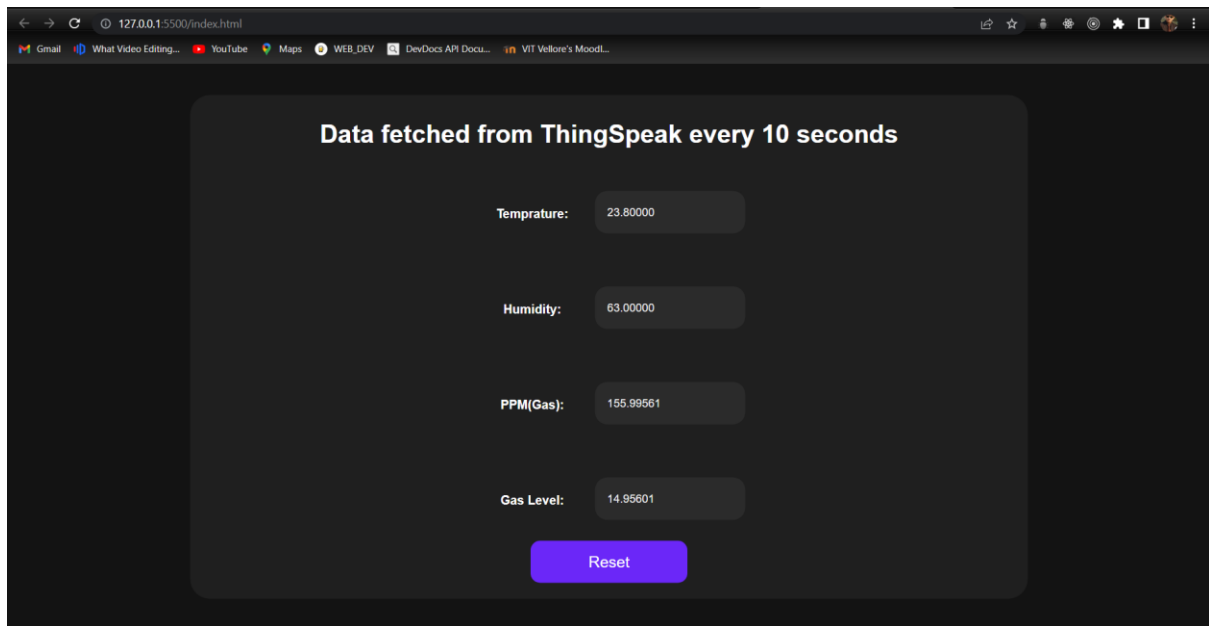 127.0.0.1:5500/index.html
Gmail What Video Editing... YouTube Maps WEB_DEV DevDocs API Docu... VIT Vellore's Moodl...
Data fetched from ThingSpeak every 10 seconds
Temprature: 23.80000
Humidity: 63.00000
PPM(Gas): 155.99561
Gas Level: 14.95601
Reset